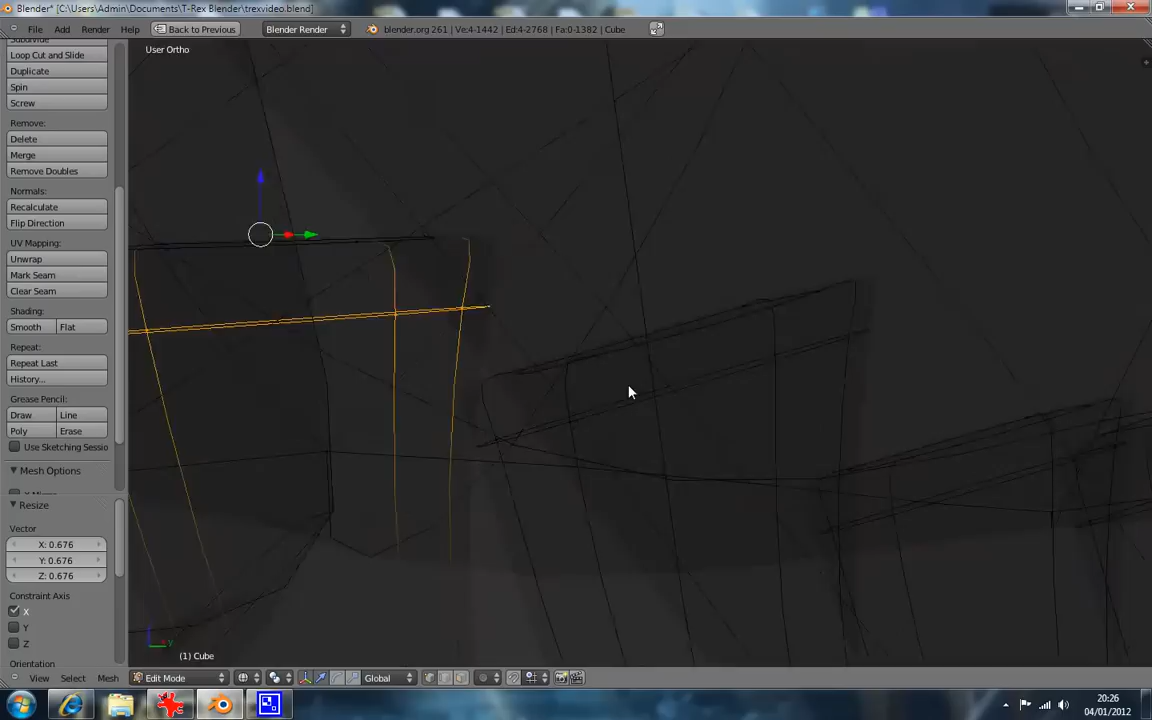 Blender* [C:\Users\Admin\Documents\T-Rex Blender\trexvideo.blend]
File Add Render Help Back to Previous Blender Render blender.org 261 | Ve:4-1442 | Ed:4-2768 | Fa:0-1382 | Cube
User Ortho
Loop Cut and Slide
Duplicate
Spin
Screw
Remove:
Delete
Merge
Remove Doubles
Normals:
Recalculate
Flip Direction
UV Mapping:
Unwrap
Mark Seam
Clear Seam
Shading:
Smooth Flat
Repeat:
Repeat Last
History...
Grease Pencil:
Draw Line
Poly Erase
Use Sketching Sessio
Mesh Options
Resize
Vector
X: 0.676
Y: 0.676
Z: 0.676
Constraint Axis
X
Y
Z
Orientation
(1) Cube
View Select Mesh Edit Mode Global
20:26
04/01/2012